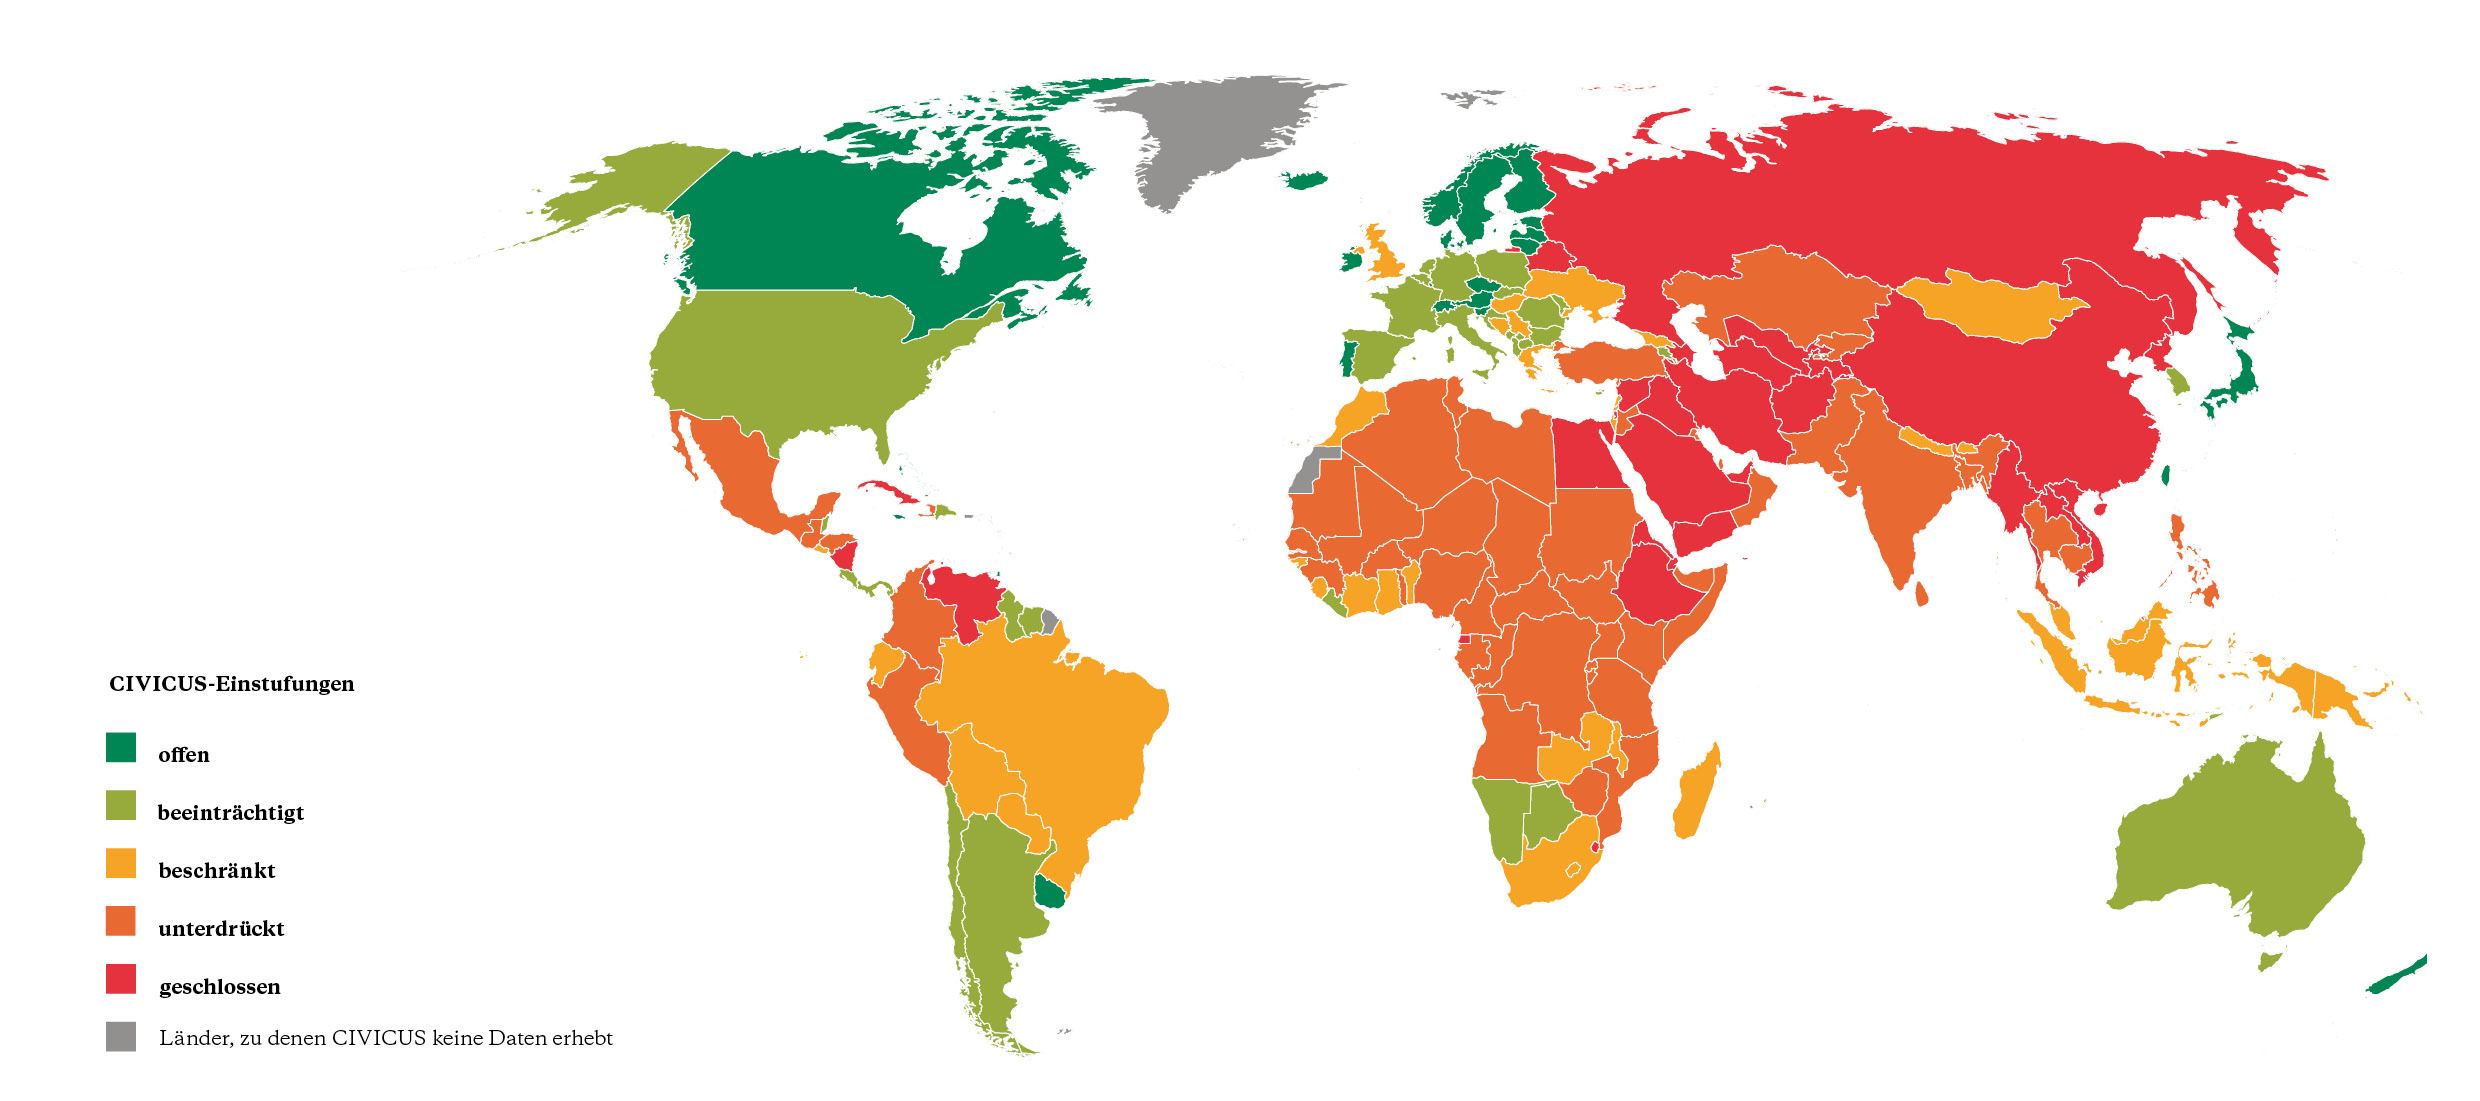 CIVICUS-Einstufungen
offen
beeinträchtigt
beschränkt
unterdrückt
geschlossen
Länder, zu denen CIVICUS keine Daten erhebt